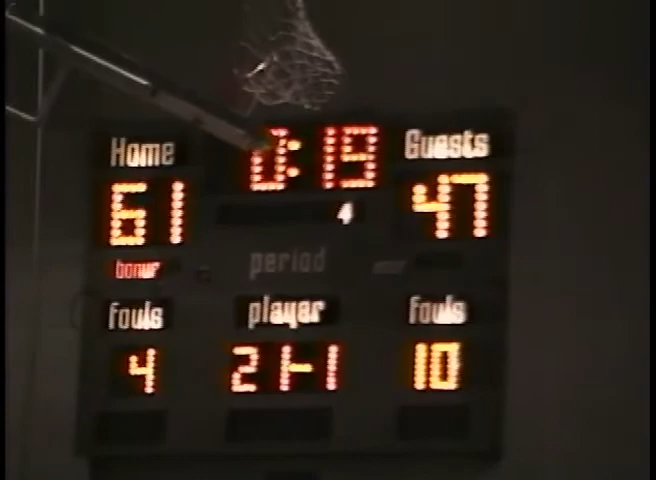 Home 0:19 Guests
61 4 47
bonus period
fouls player fouls
4 21-1 10